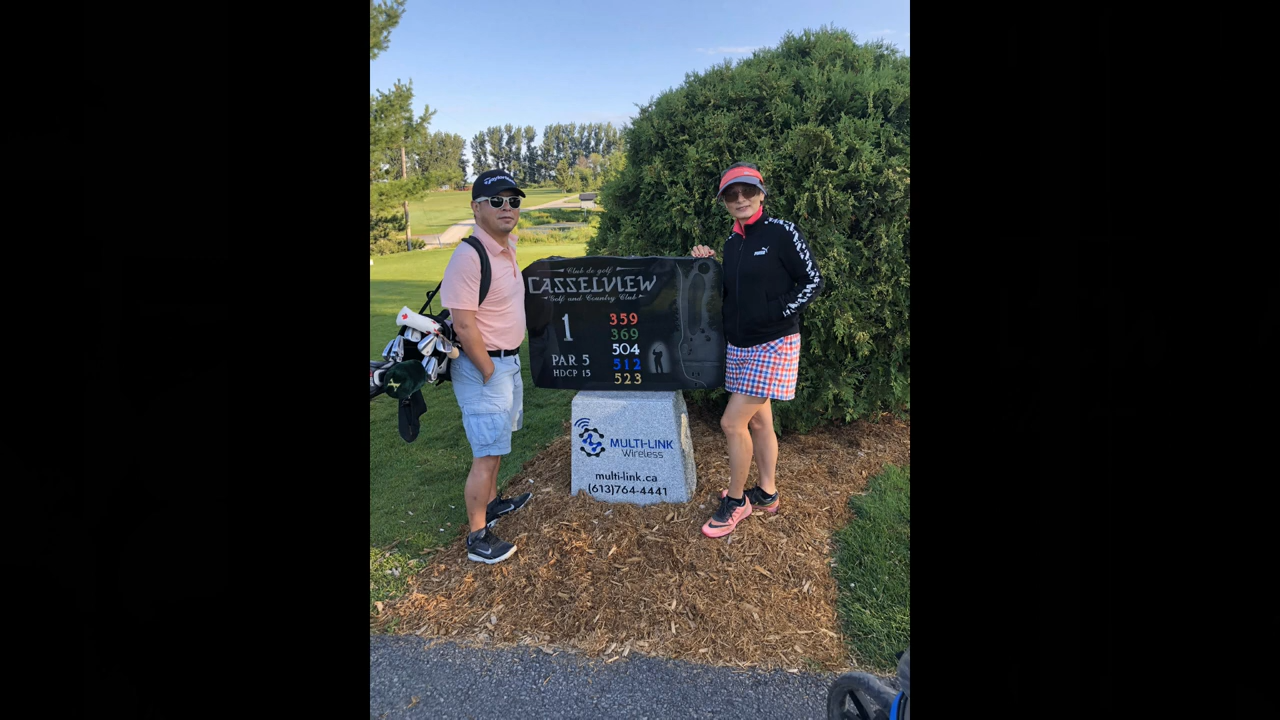 TaylorMade
Club de golf
CASSELVIEW
Golf and Country Club
1
PAR 5
HDCP 15
359
369
504
512
523
PUMA
MULTI-LINK
Wireless
multi-link.ca
(613)764-4441